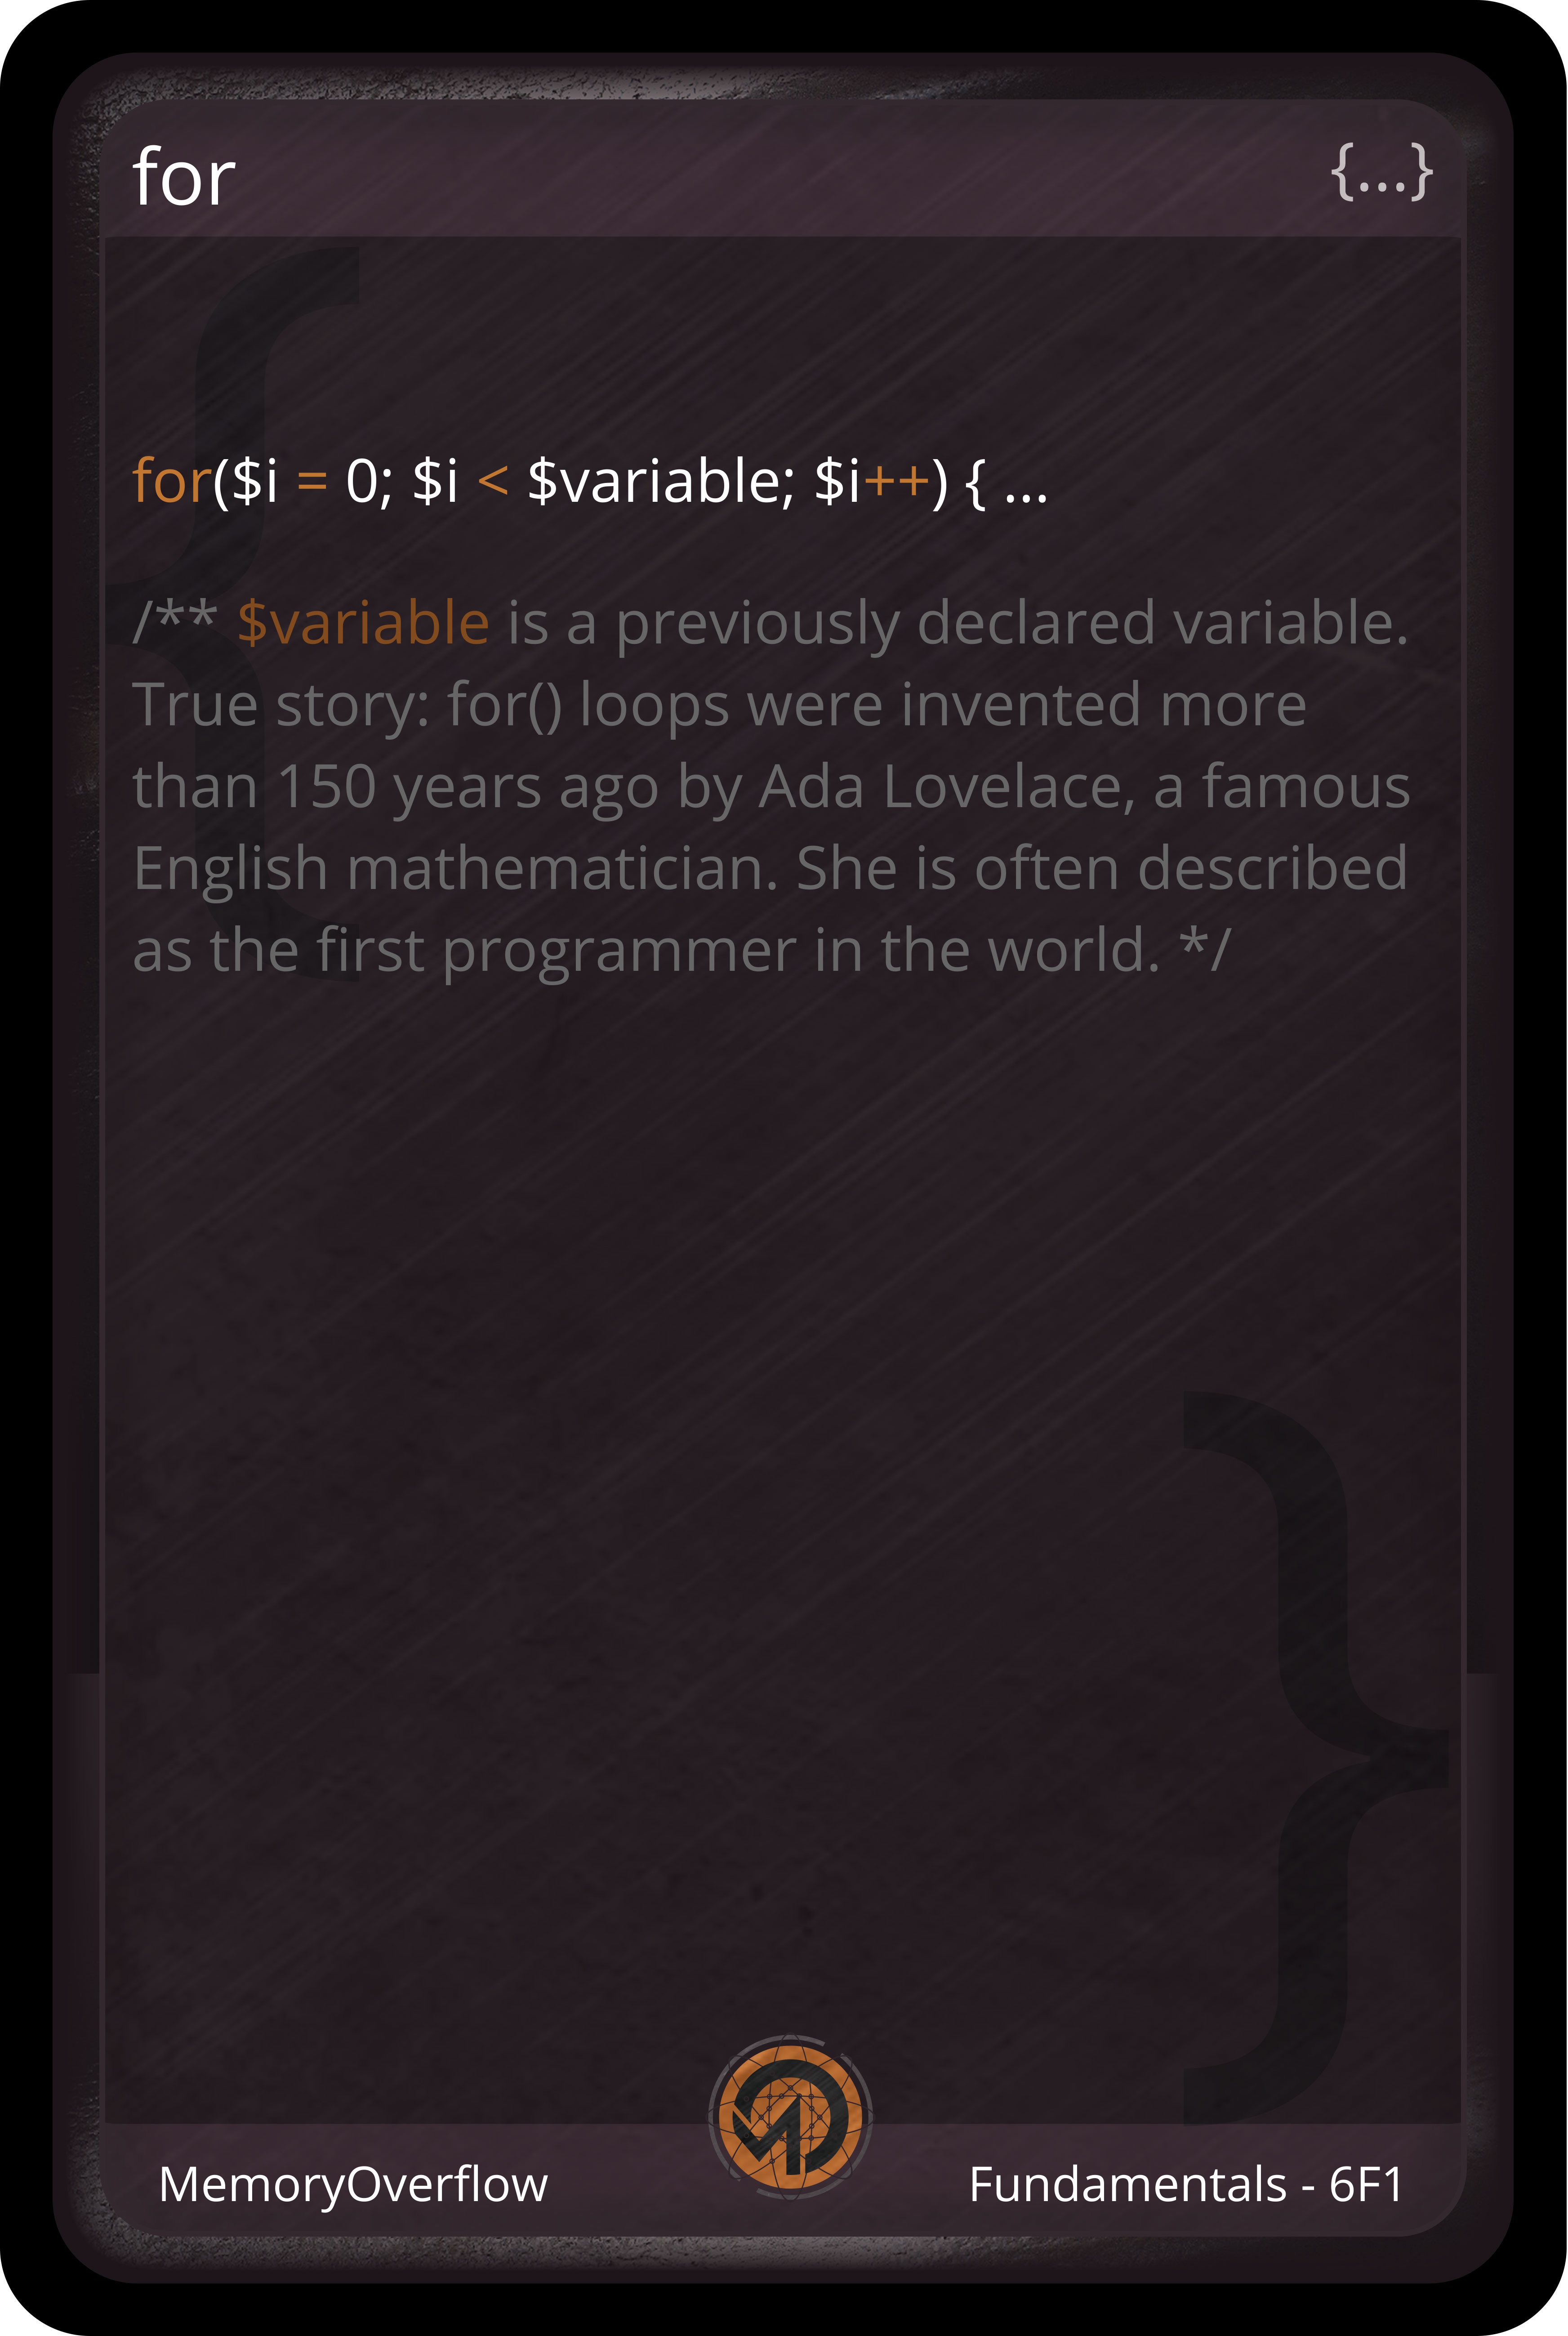 for {...}
for($i = 0; $i < $variable; $i++) { ...
/** $variable is a previously declared variable.
True story: for() loops were invented more
than 150 years ago by Ada Lovelace, a famous
English mathematician. She is often described
as the first programmer in the world. */
MemoryOverflow Fundamentals - 6F1